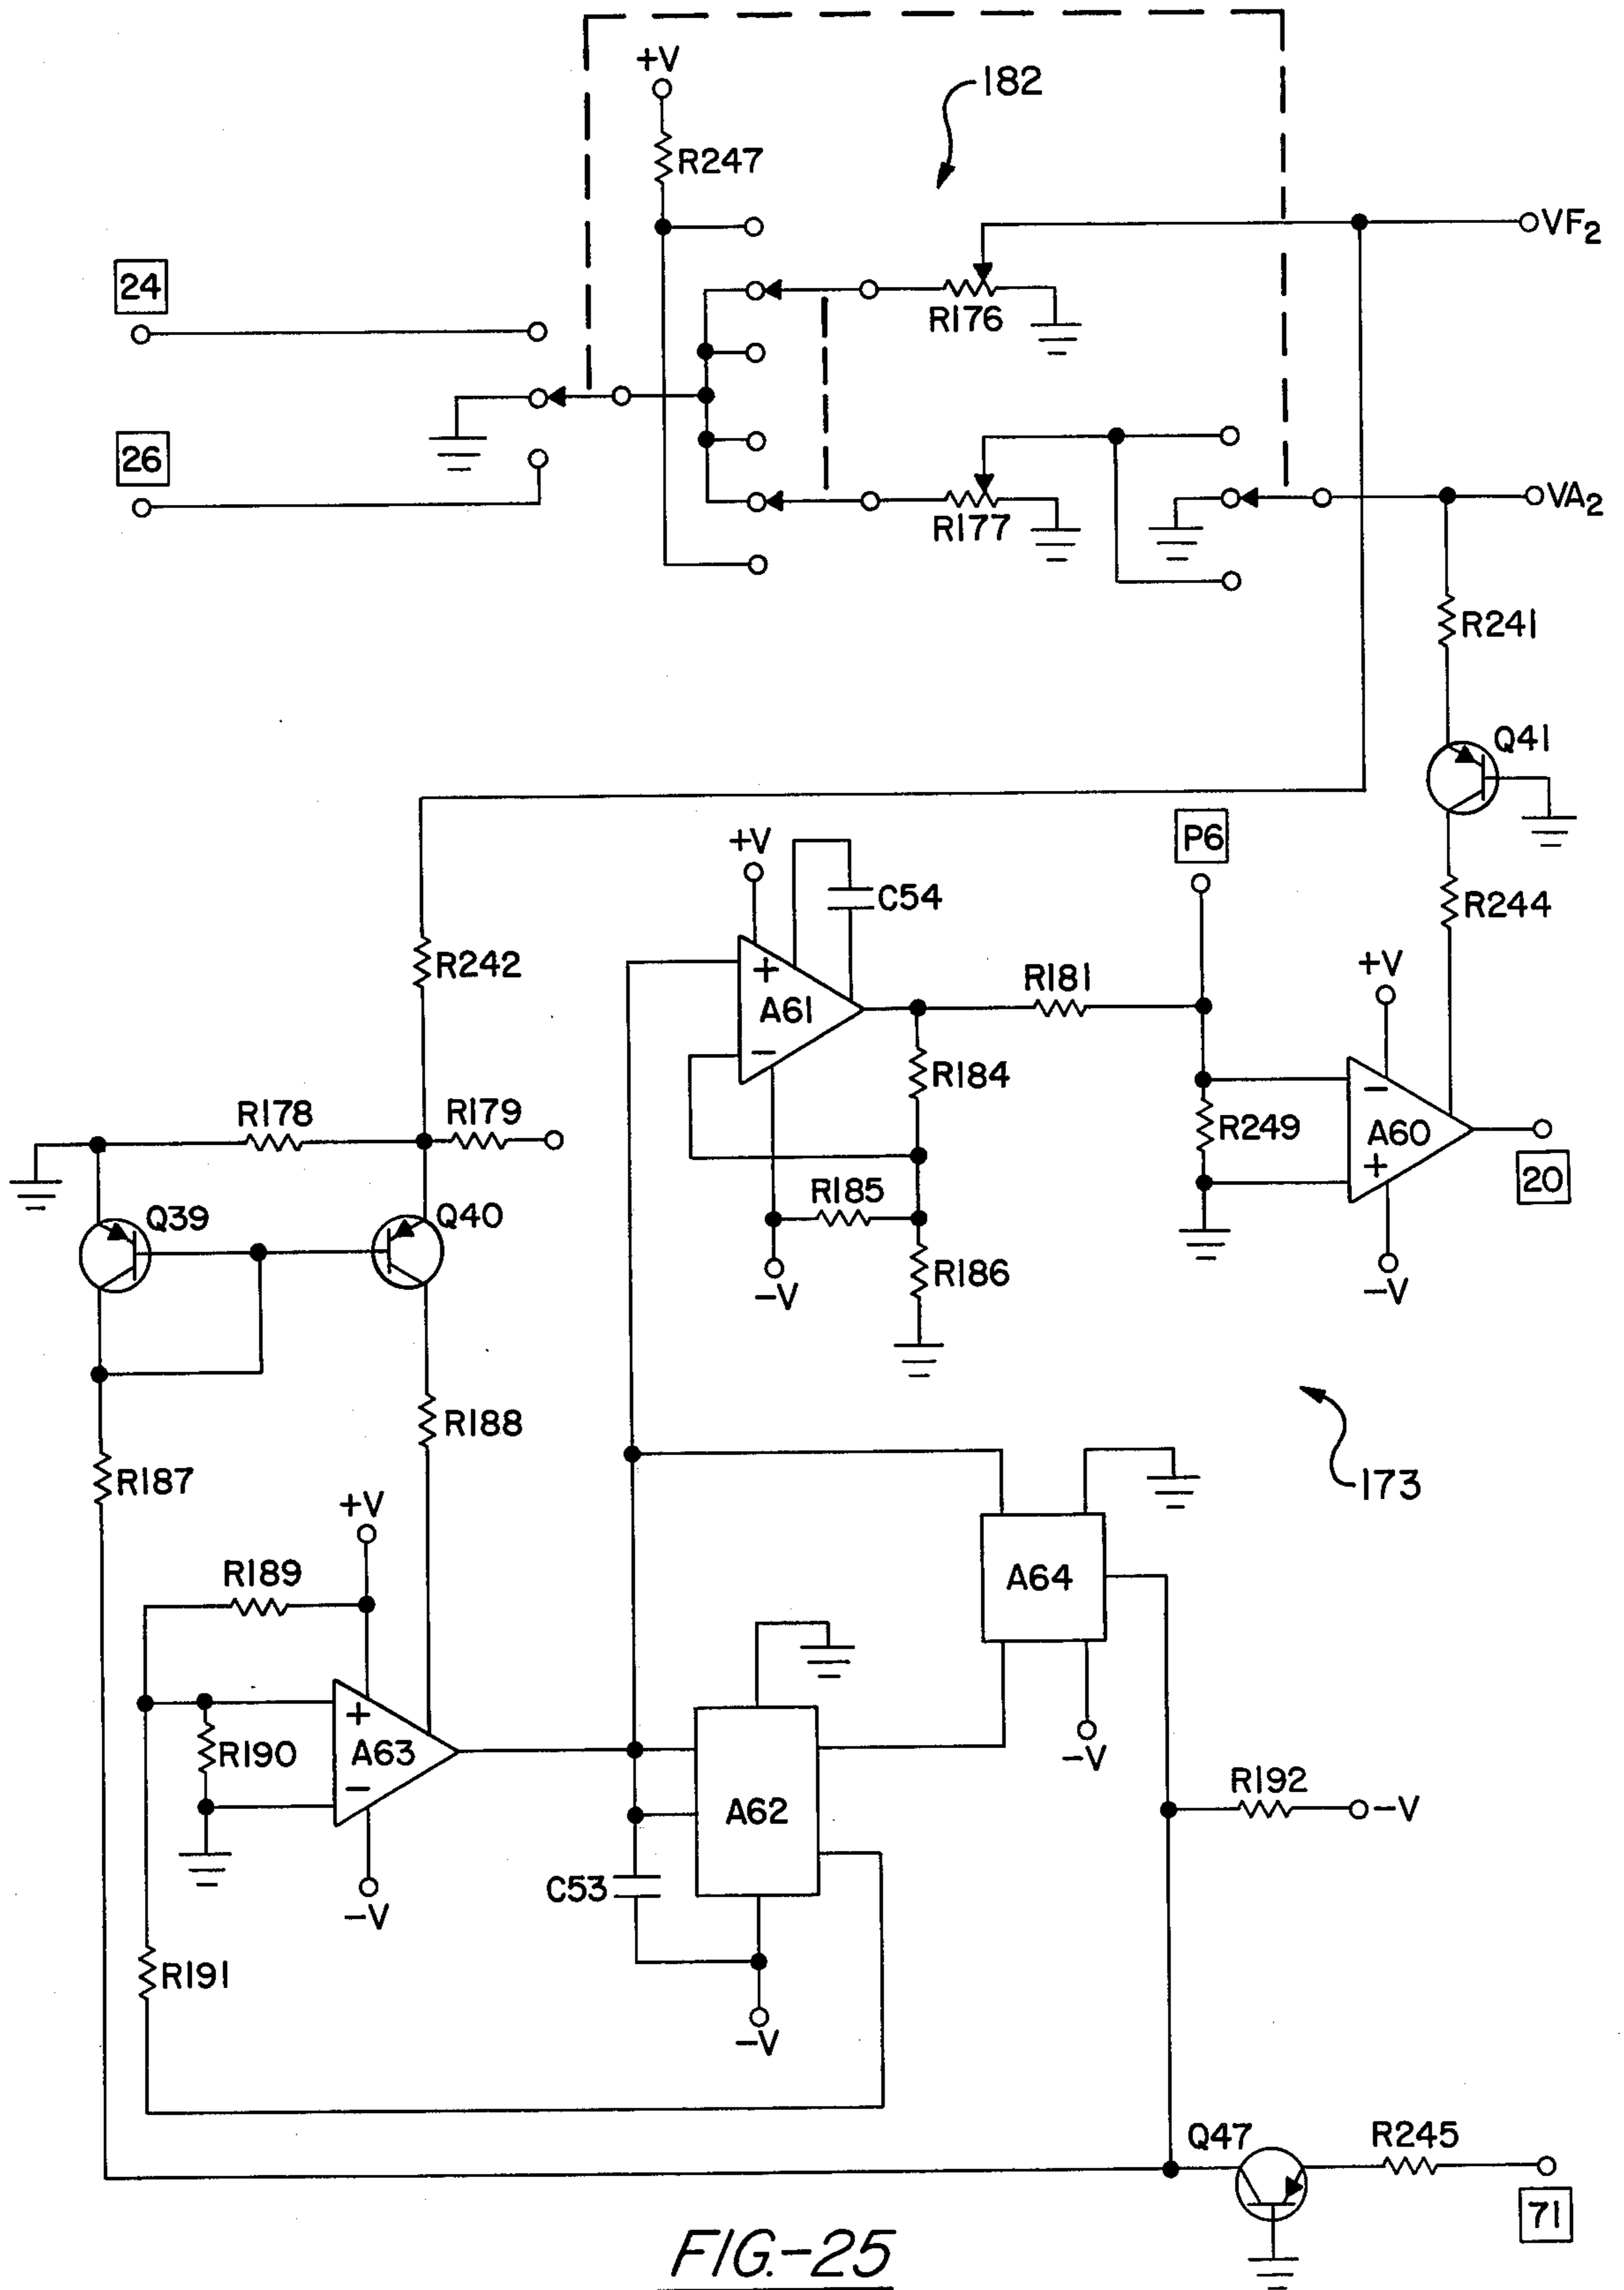 +V
182
R247
VF2
24
R176
26
R177
VA2
R241
Q41
+V
P6
C54
R244
R242
+
A61
R181
+V
−
R184
−
R178
R179
R249
A60
+
R185
20
Q39
Q40
R186
−V
−V
R188
R187
173
+V
R189
A64
+
R190
A63
−V
−
R192
−V
A62
C53
−V
R191
−V
Q47
R245
71
FIG.-25